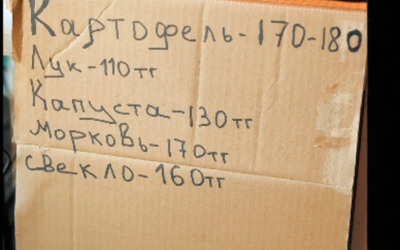 Картофель-170-180
Лук-110тг
Капуста-130тг
морковь-170тг
свекло-160тг